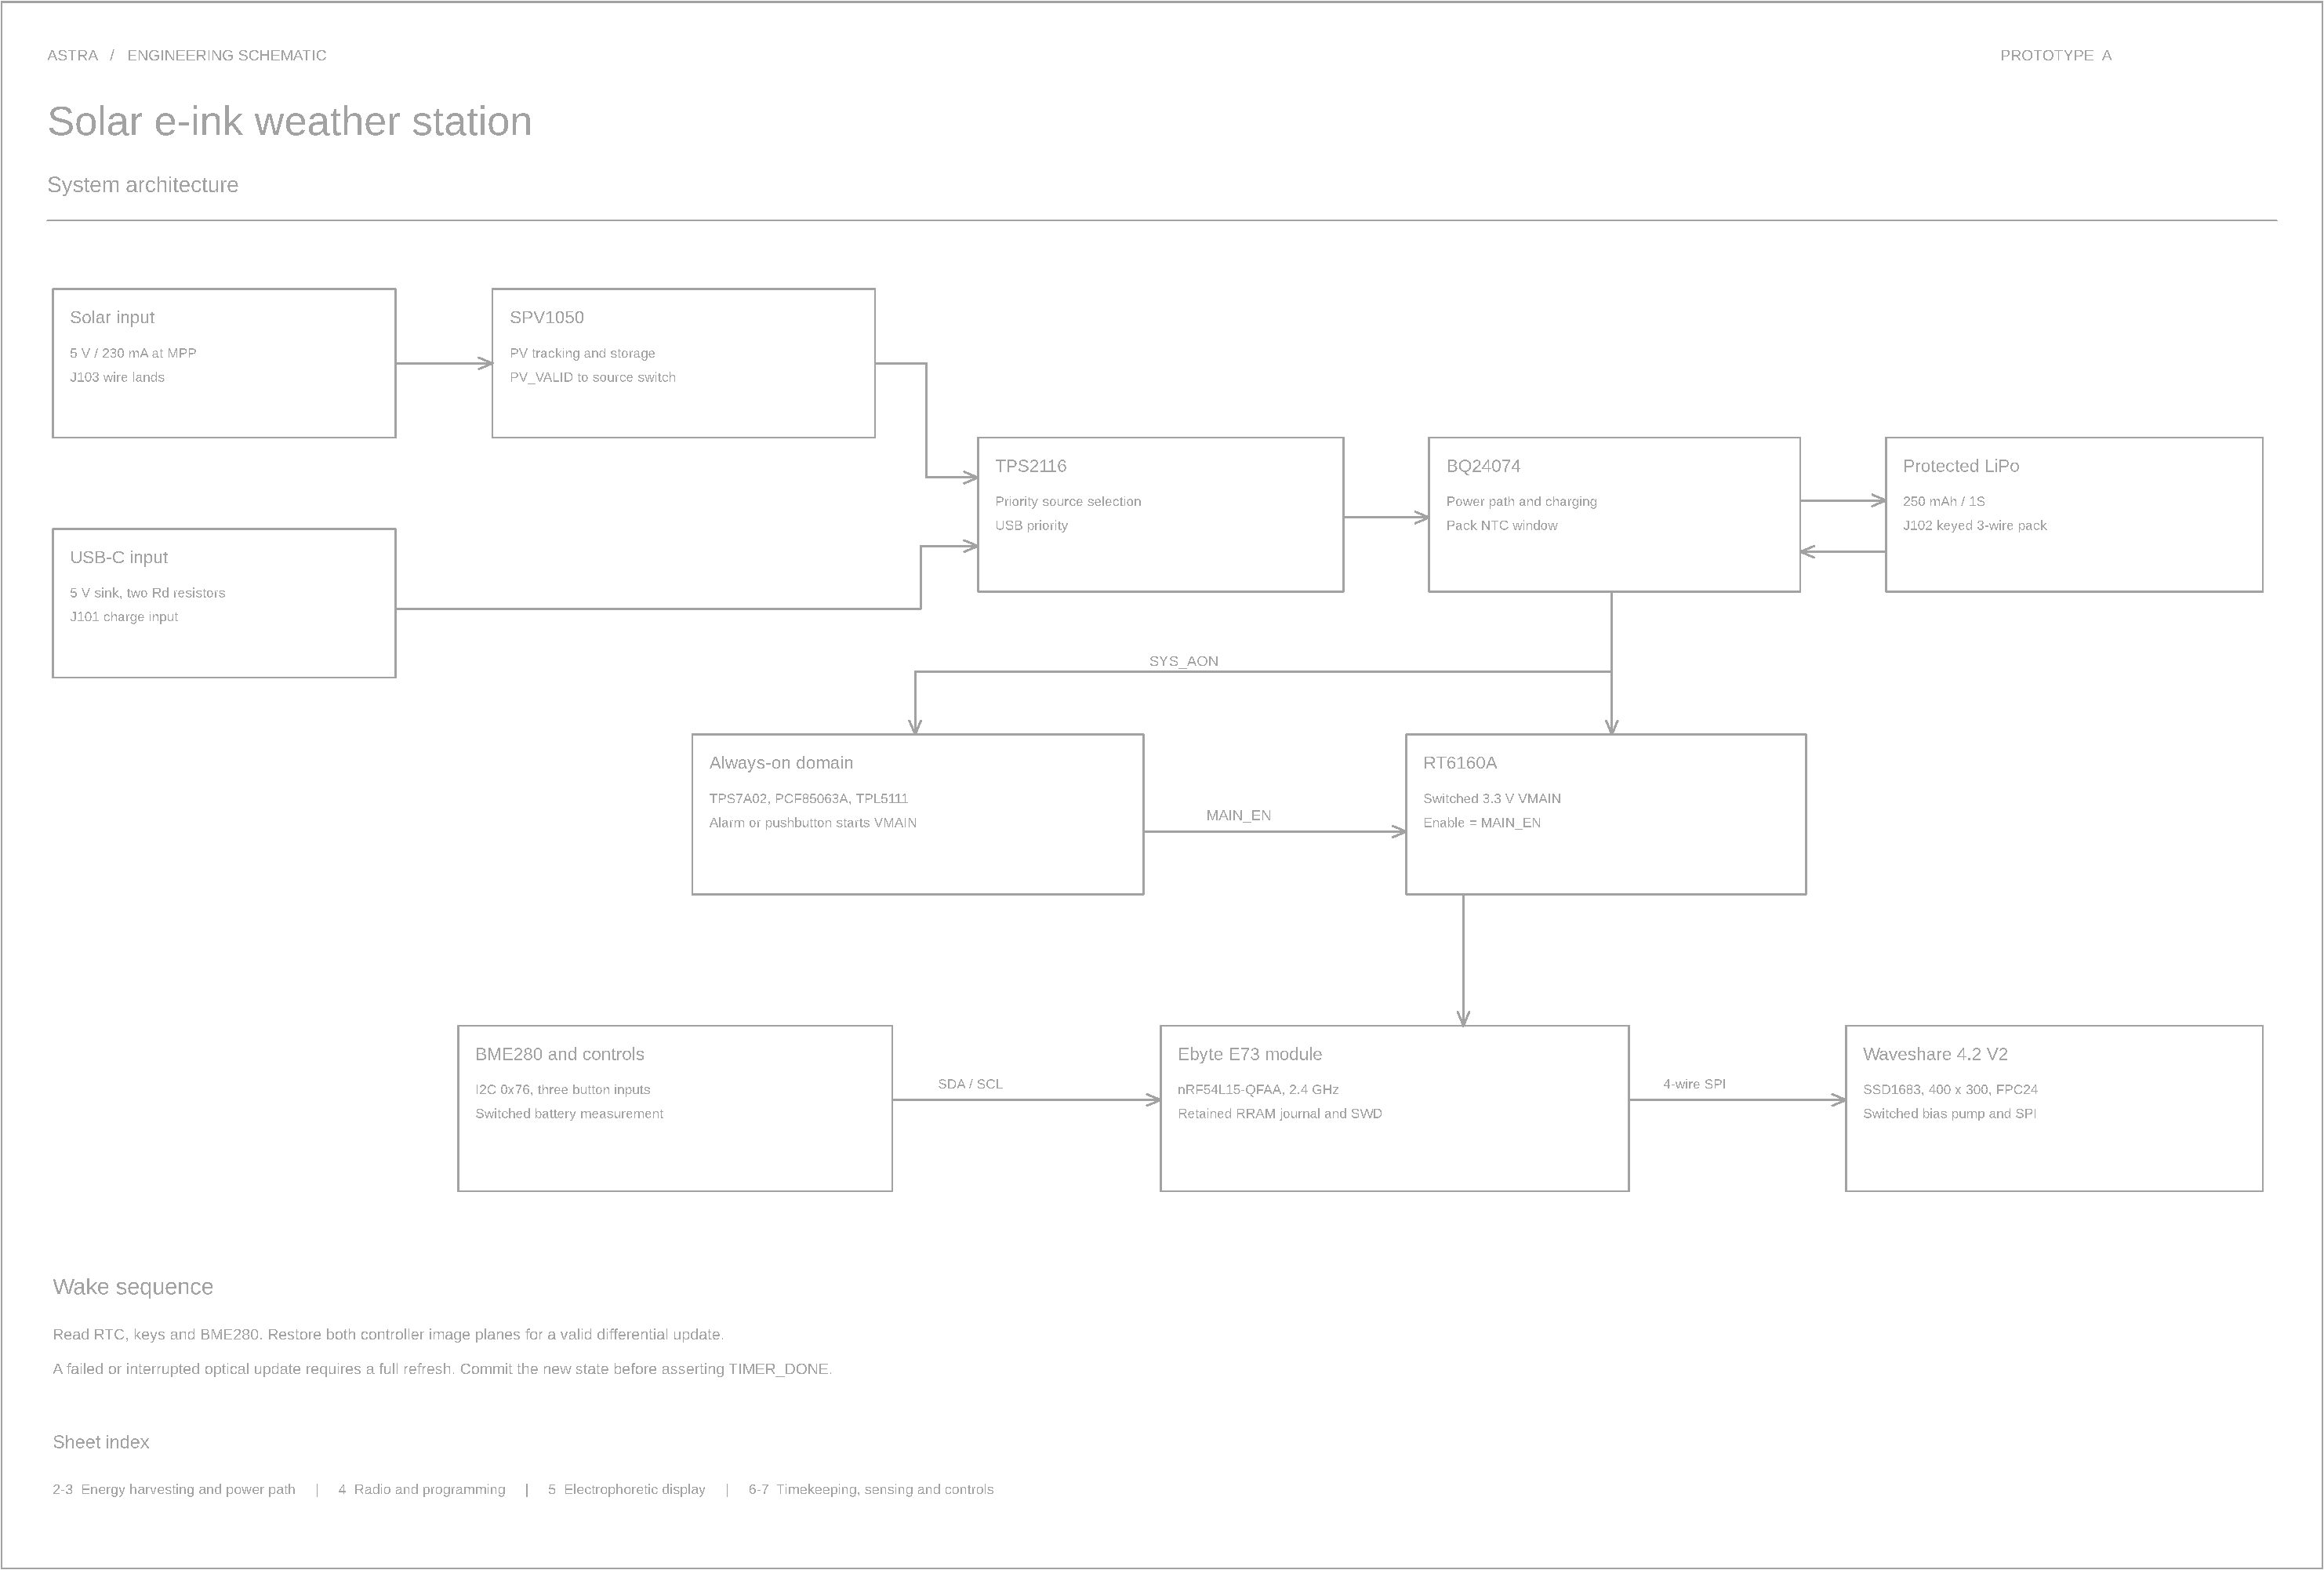 ASTRA / ENGINEERING SCHEMATIC
PROTOTYPE A
Solar e-ink weather station
System architecture
Solar input
5 V / 230 mA at MPP
J103 wire lands
SPV1050
PV tracking and storage
PV_VALID to source switch
USB-C input
5 V sink, two Rd resistors
J101 charge input
TPS2116
Priority source selection
USB priority
BQ24074
Power path and charging
Pack NTC window
Protected LiPo
250 mAh / 1S
J102 keyed 3-wire pack
SYS_AON
Always-on domain
TPS7A02, PCF85063A, TPL5111
Alarm or pushbutton starts VMAIN
MAIN_EN
RT6160A
Switched 3.3 V VMAIN
Enable = MAIN_EN
BME280 and controls
I2C 0x76, three button inputs
Switched battery measurement
SDA / SCL
Ebyte E73 module
nRF54L15-QFAA, 2.4 GHz
Retained RRAM journal and SWD
4-wire SPI
Waveshare 4.2 V2
SSD1683, 400 x 300, FPC24
Switched bias pump and SPI
Wake sequence
Read RTC, keys and BME280. Restore both controller image planes for a valid differential update.
A failed or interrupted optical update requires a full refresh. Commit the new state before asserting TIMER_DONE.
Sheet index
2-3 Energy harvesting and power path | 4 Radio and programming | 5 Electrophoretic display | 6-7 Timekeeping, sensing and controls